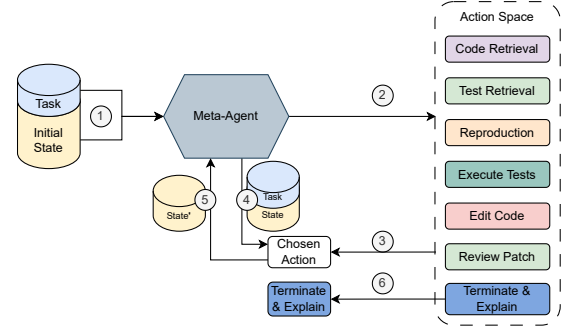 Action Space
Code Retrieval
Test Retrieval
Reproduction
Execute Tests
Edit Code
Review Patch
Terminate &
Explain
Task
Initial
State
1
Meta-Agent
2
State'
5
4
Task
State
Chosen
Action
3
Terminate
& Explain
6